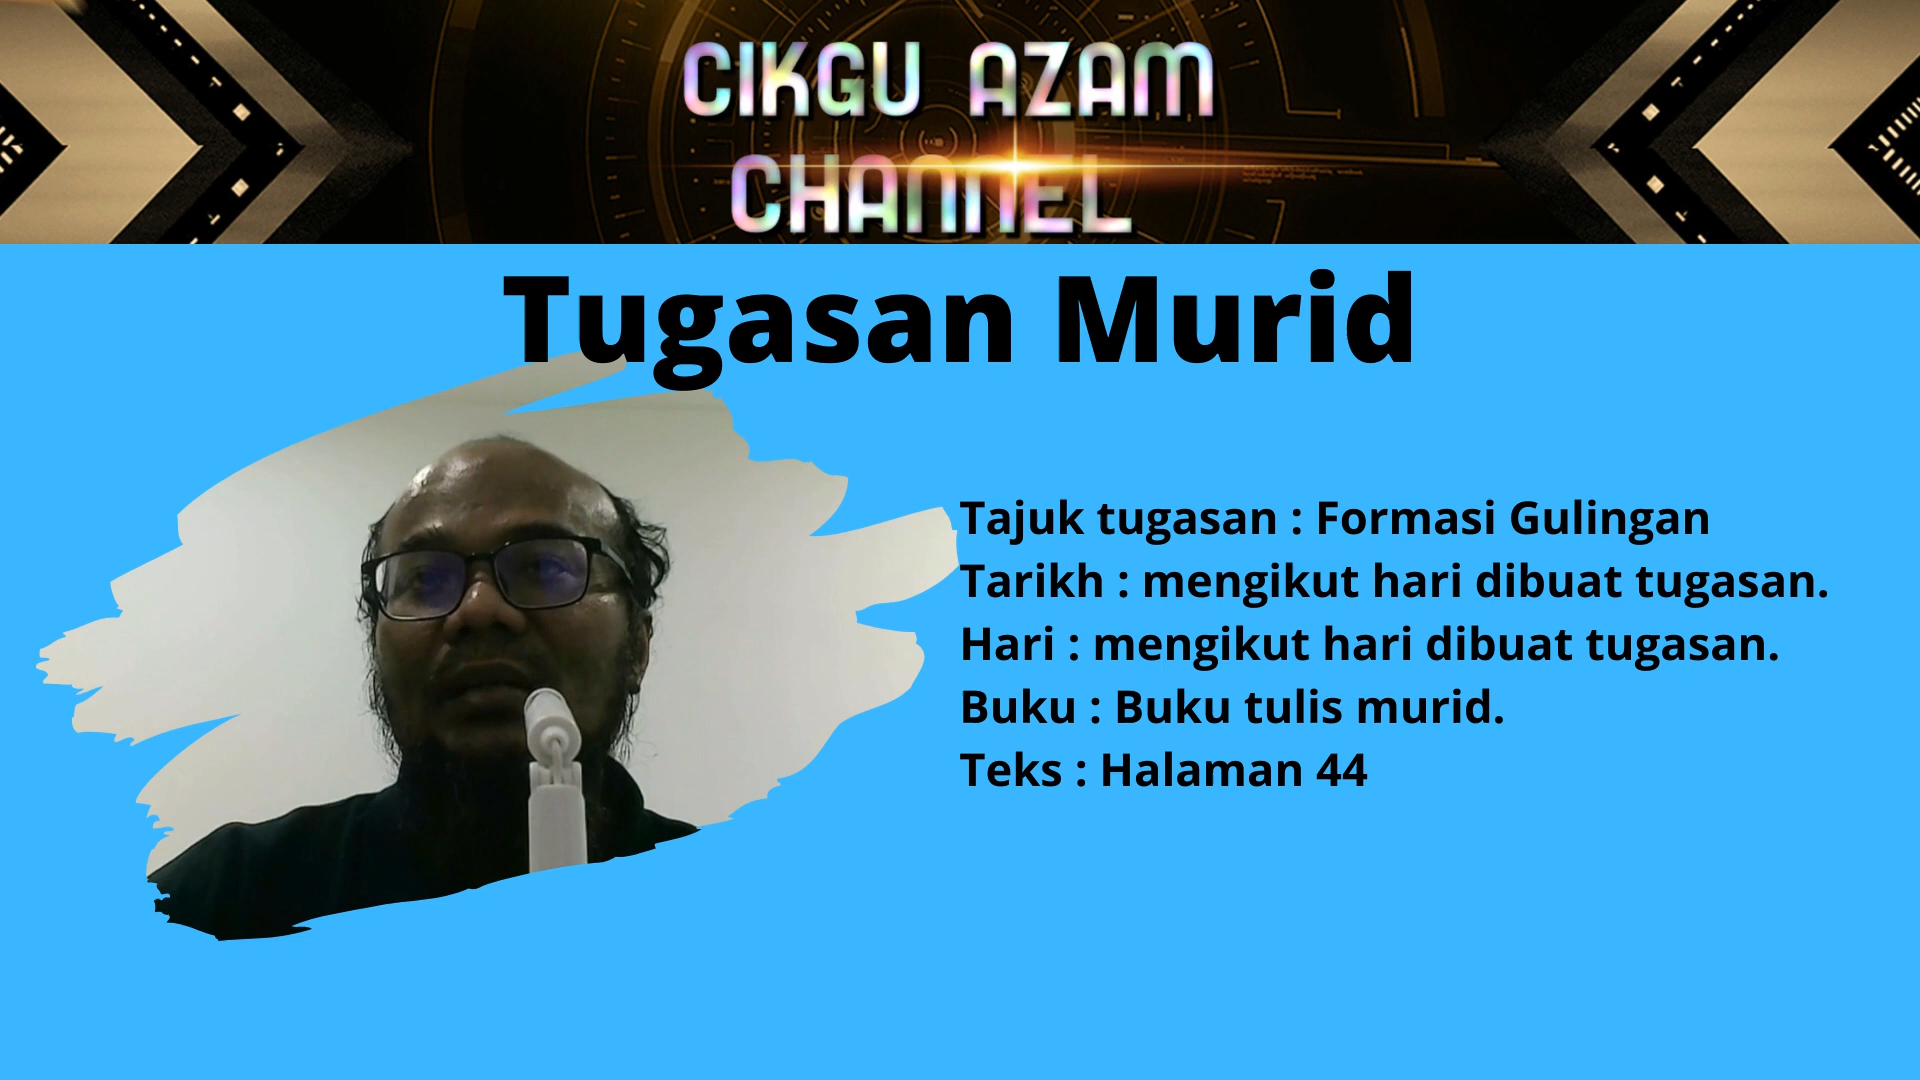 CIKGU AZAM
CHANNEL
Tugasan Murid
Tajuk tugasan : Formasi Gulingan
Tarikh : mengikut hari dibuat tugasan.
Hari : mengikut hari dibuat tugasan.
Buku : Buku tulis murid.
Teks : Halaman 44